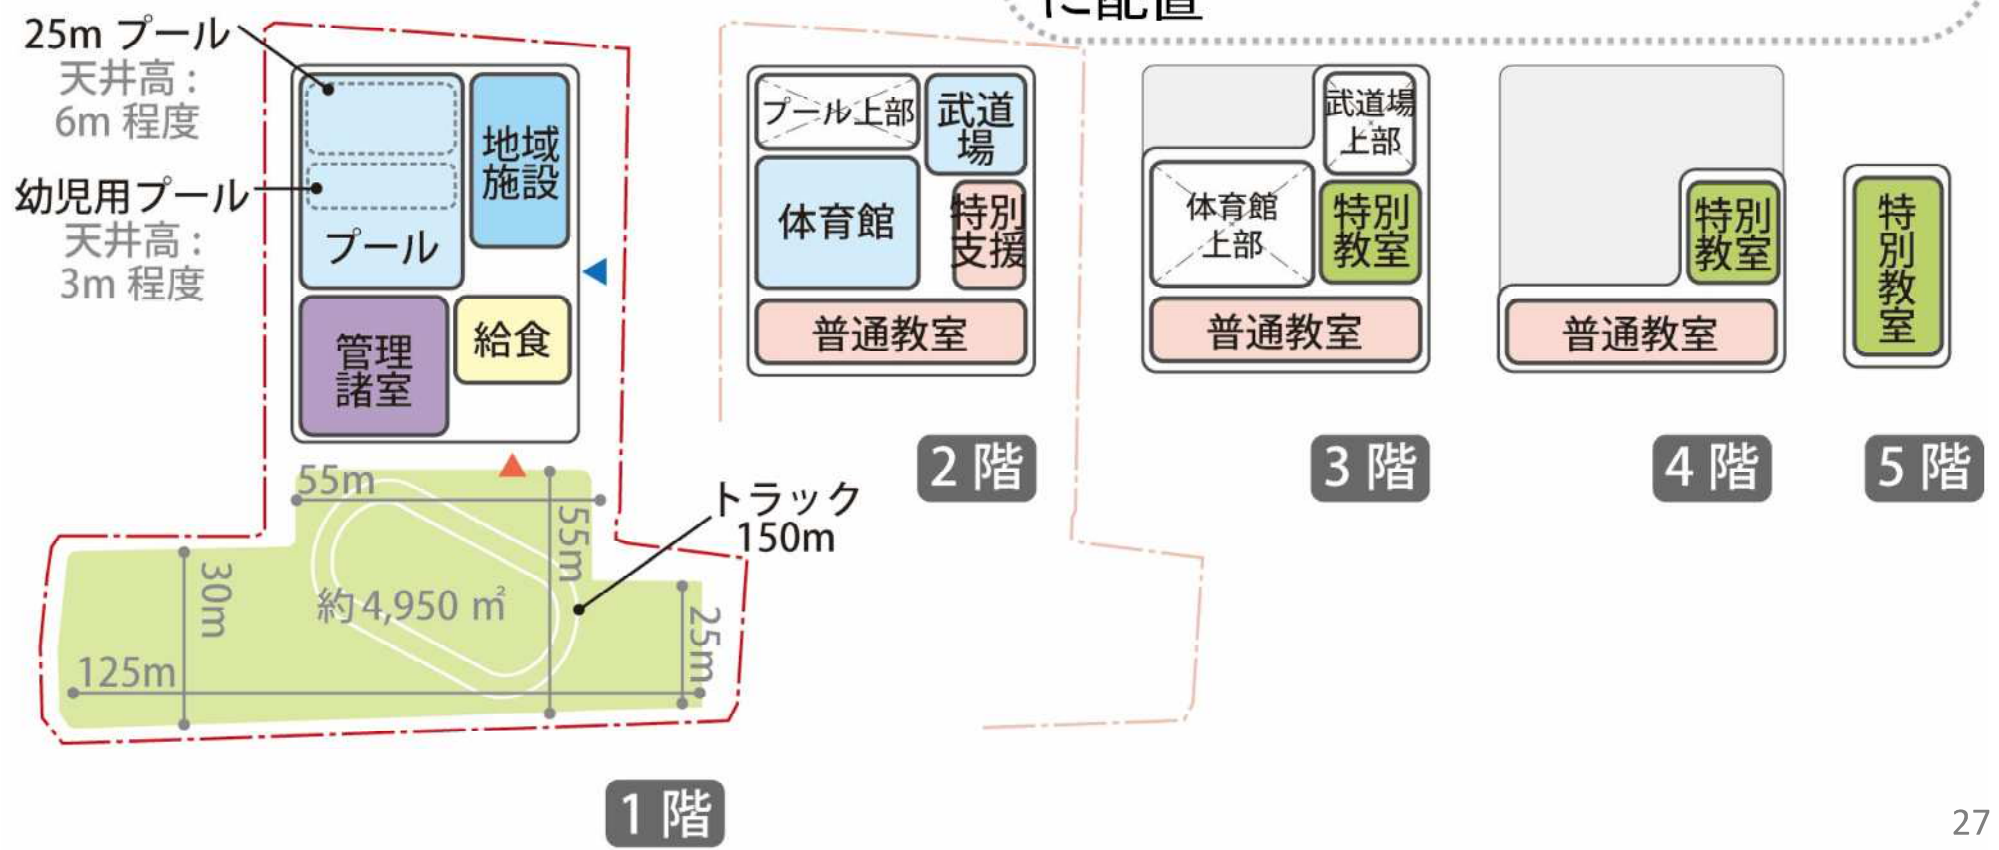 に配置
25m プール
天井高：
6m 程度
幼児用プール
天井高：
3m 程度
プール
地域
施設
管理
諸室
給食
55m
55m
トラック
150m
30m
約 4,950 ㎡
25m
125m
1 階
プール上部
武道
場
体育館
特別
支援
普通教室
2 階
武道場
上部
体育館
上部
特別
教室
普通教室
3 階
特別
教室
普通教室
4 階
特別教室
5 階
27